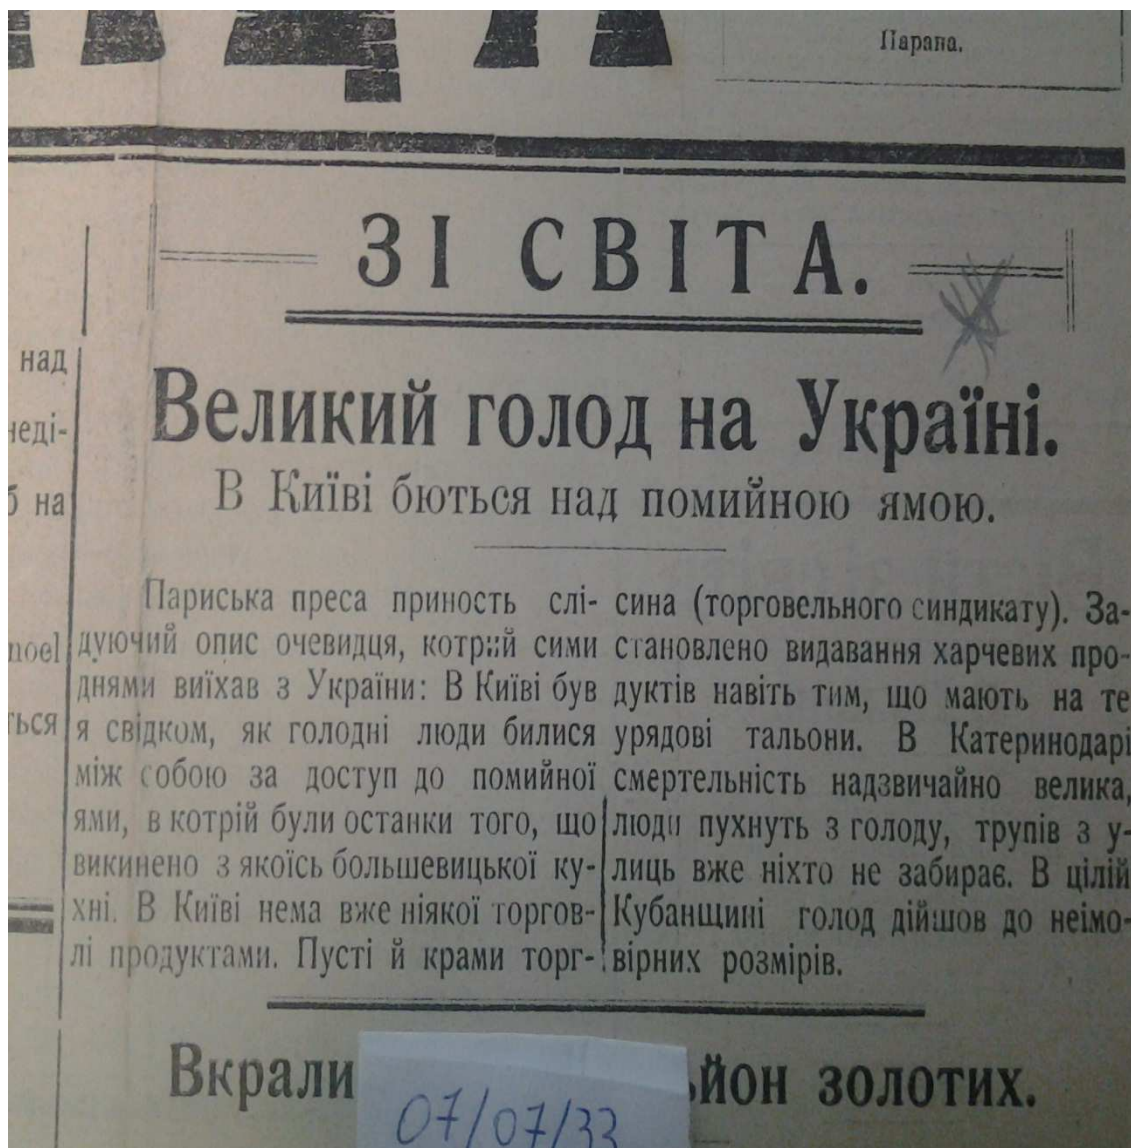 Парана.
ЗІ СВІТА.
над
неді-
б на
noel
ться
Великий голод на Україні.
В Київі бються над помийною ямою.
Париська преса приность слі-
дуючий опис очевидця, котрий сими
днями виїхав з України: В Київі був
я свідком, як голодні люди билися
між собою за доступ до помийної
ями, в котрій були останки того, що
викинено з якоїсь большевицької ку-
хні. В Київі нема вже ніякої торгов-
лі продуктами. Пусті й крами торг-
сина (торговельного синдикату). За-
становлено видавання харчевих про-
дуктів навіть тим, що мають на те
урядові тальони. В Катеринодарі
смертельність надзвичайно велика,
люди пухнуть з голоду, трупів з у-
лиць вже ніхто не забирає. В цілій
Кубанщині голод дійшов до неімо-
вірних розмірів.
Вкрали ьйон золотих.
07/07/33